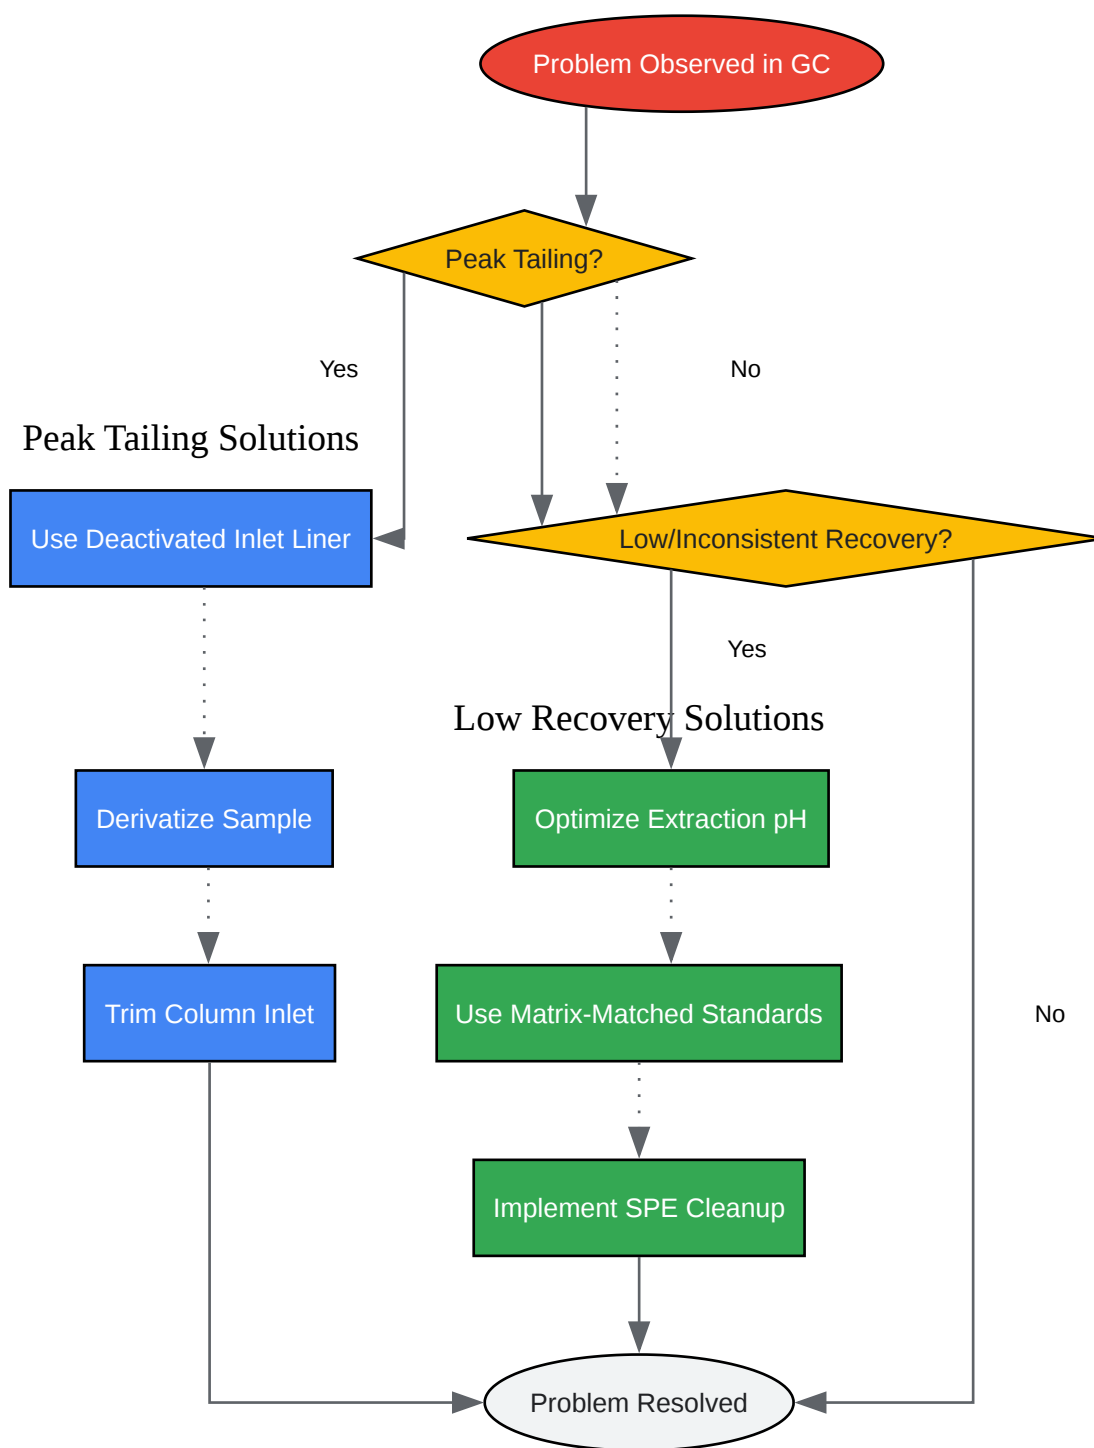 Problem Observed in GC
Peak Tailing?
Yes
No
Peak Tailing Solutions
Use Deactivated Inlet Liner
Low/Inconsistent Recovery?
Yes
Low Recovery Solutions
Derivatize Sample
Optimize Extraction pH
Trim Column Inlet
Use Matrix-Matched Standards
No
Implement SPE Cleanup
Problem Resolved